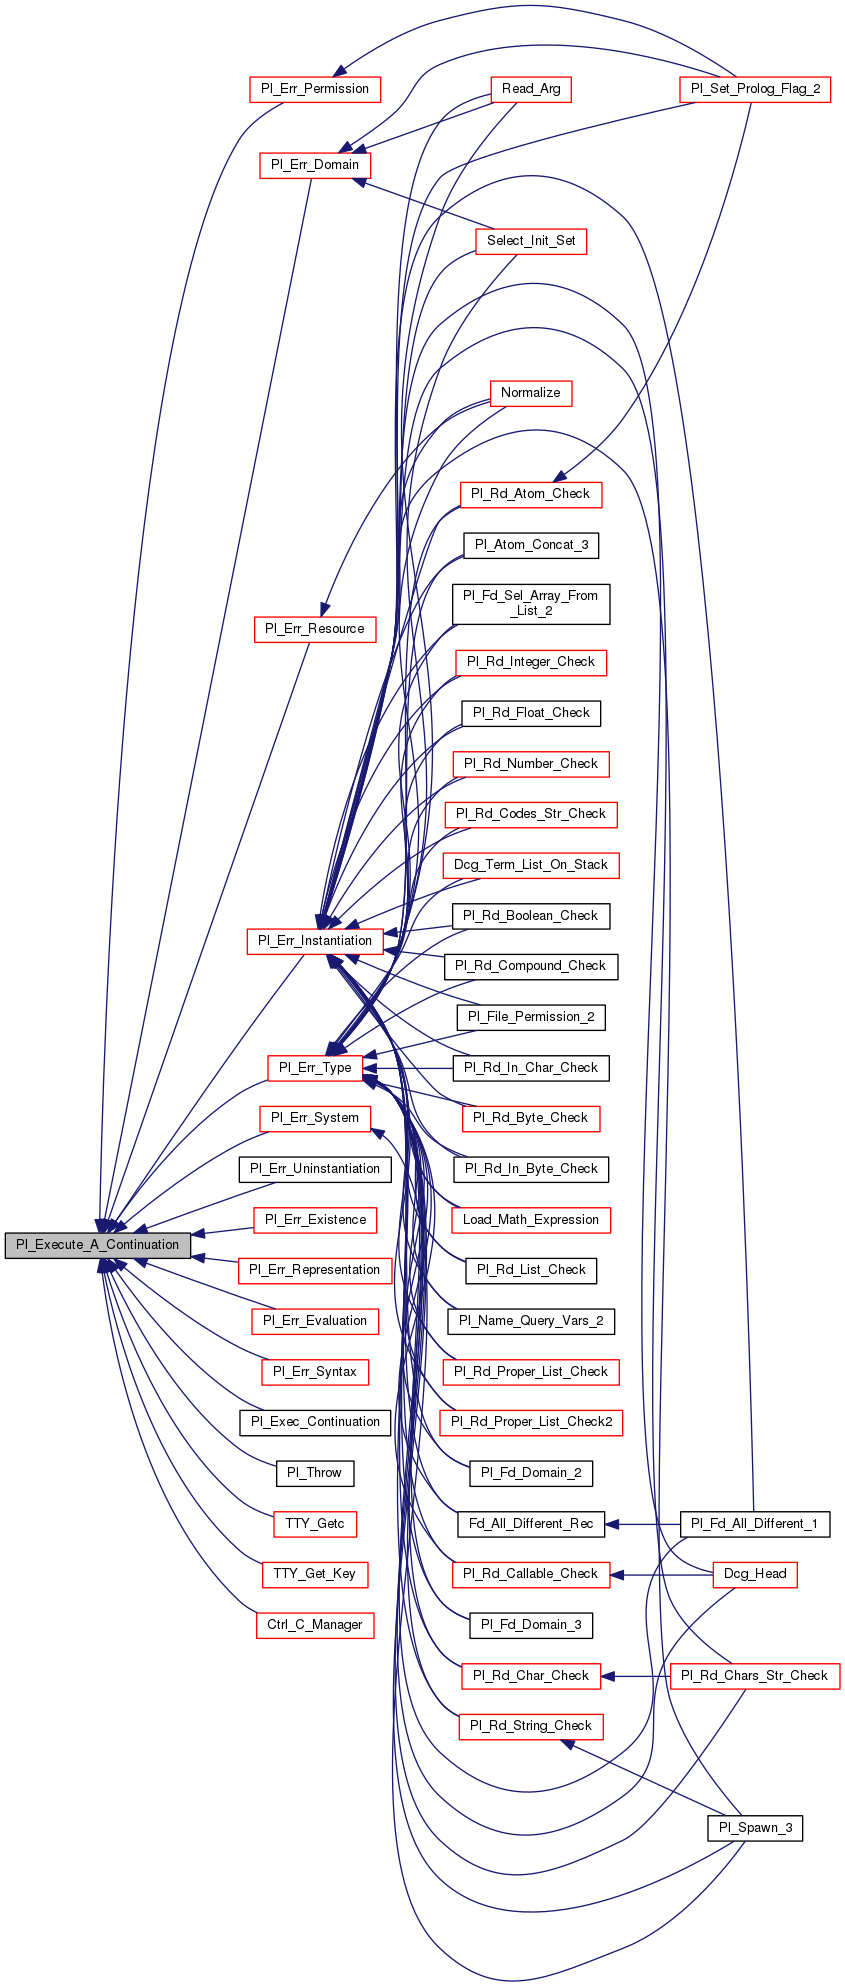 Pl_Err_Permission
Read_Arg
Pl_Set_Prolog_Flag_2
Pl_Err_Domain
Select_Init_Set
Normalize
Pl_Rd_Atom_Check
Pl_Atom_Concat_3
Pl_Fd_Sel_Array_From
_List_2
Pl_Err_Resource
Pl_Rd_Integer_Check
Pl_Rd_Float_Check
Pl_Rd_Number_Check
Pl_Rd_Codes_Str_Check
Dcg_Term_List_On_Stack
Pl_Rd_Boolean_Check
Pl_Err_Instantiation
Pl_Rd_Compound_Check
Pl_File_Permission_2
Pl_Err_Type
Pl_Rd_In_Char_Check
Pl_Err_System
Pl_Rd_Byte_Check
Pl_Err_Uninstantiation
Pl_Rd_In_Byte_Check
Pl_Err_Existence
Load_Math_Expression
Pl_Execute_A_Continuation
Pl_Err_Representation
Pl_Rd_List_Check
Pl_Err_Evaluation
Pl_Name_Query_Vars_2
Pl_Err_Syntax
Pl_Rd_Proper_List_Check
Pl_Exec_Continuation
Pl_Rd_Proper_List_Check2
Pl_Throw
Pl_Fd_Domain_2
TTY_Getc
Fd_All_Different_Rec
Pl_Fd_All_Different_1
TTY_Get_Key
Pl_Rd_Callable_Check
Dcg_Head
Ctrl_C_Manager
Pl_Fd_Domain_3
Pl_Rd_Char_Check
Pl_Rd_Chars_Str_Check
Pl_Rd_String_Check
Pl_Spawn_3